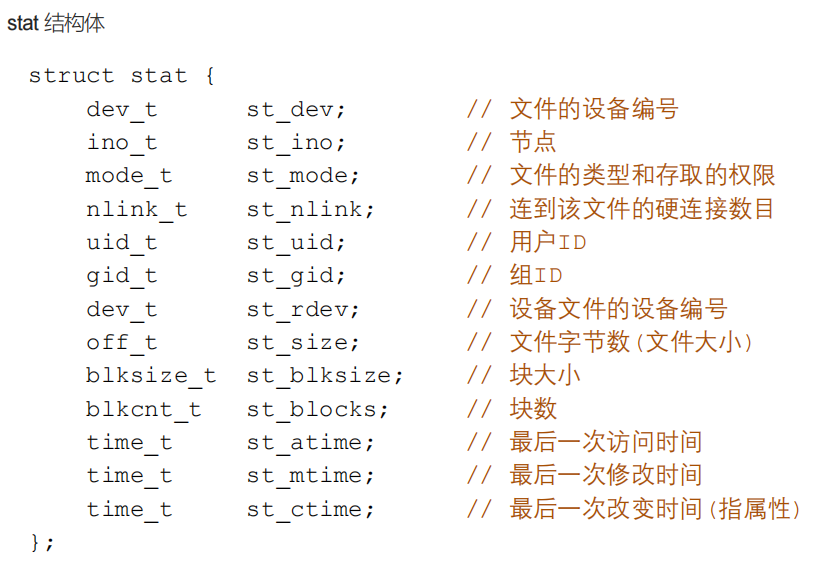 stat 结构体
struct stat {
    dev_t      st_dev;        // 文件的设备编号
    ino_t      st_ino;        // 节点
    mode_t     st_mode;       // 文件的类型和存取的权限
    nlink_t    st_nlink;      // 连到该文件的硬连接数目
    uid_t      st_uid;        // 用户ID
    gid_t      st_gid;        // 组ID
    dev_t      st_rdev;       // 设备文件的设备编号
    off_t      st_size;       // 文件字节数(文件大小)
    blksize_t  st_blksize;    // 块大小
    blkcnt_t   st_blocks;     // 块数
    time_t     st_atime;      // 最后一次访问时间
    time_t     st_mtime;      // 最后一次修改时间
    time_t     st_ctime;      // 最后一次改变时间(指属性)
};